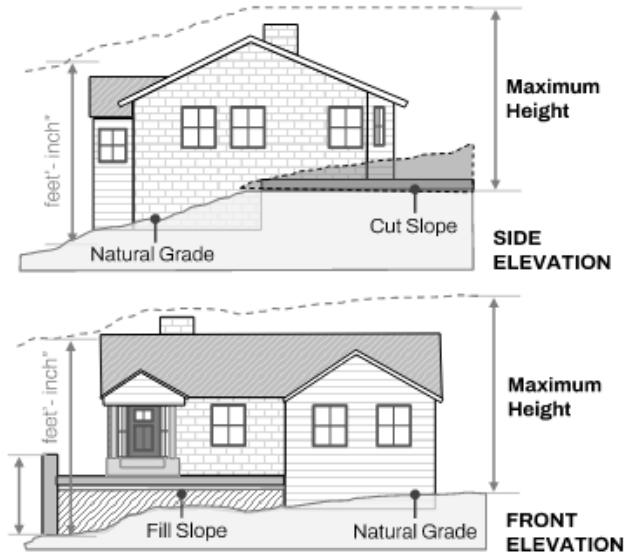 Maximum
Height
feet'- inch"
Cut Slope
Natural Grade
SIDE
ELEVATION
Maximum
Height
feet'- inch"
Fill Slope
Natural Grade
FRONT
ELEVATION